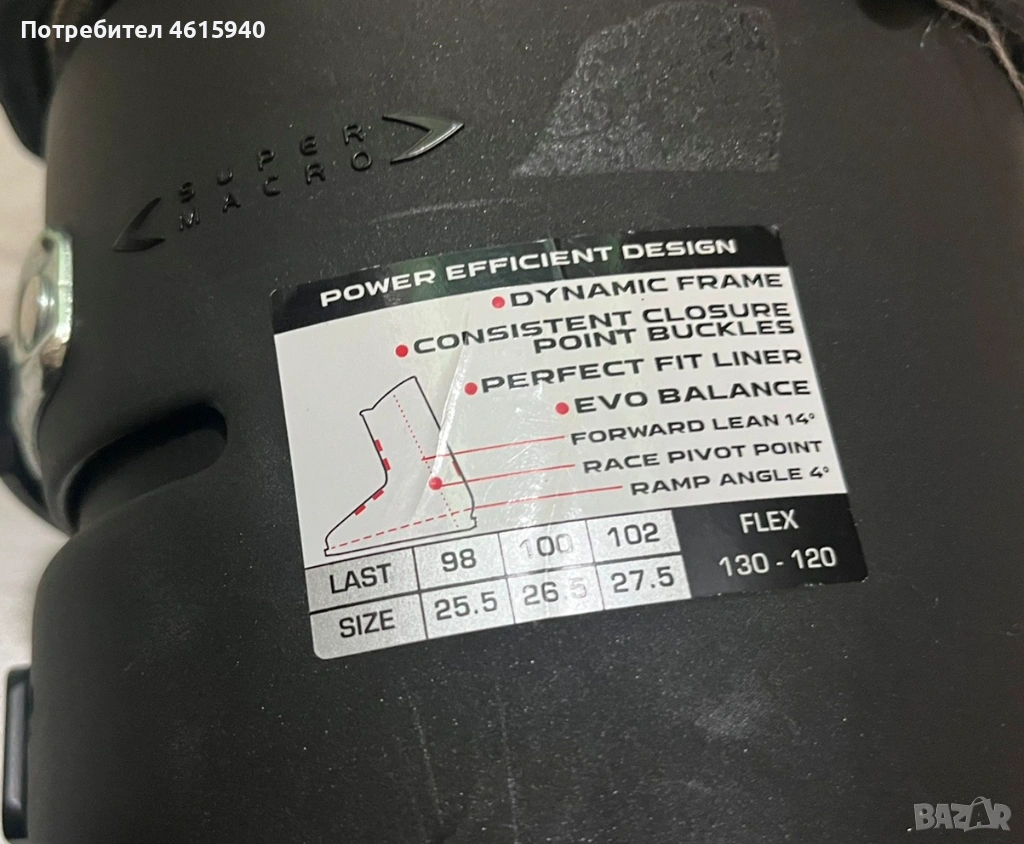 Потребител 4615940
SUPER
MACRO
POWER EFFICIENT DESIGN
DYNAMIC FRAME
CONSISTENT CLOSURE
POINT BUCKLES
PERFECT FIT LINER
EVO BALANCE
FORWARD LEAN 14°
RACE PIVOT POINT
RAMP ANGLE 4°
LAST 98 100 102
SIZE 25.5 26.5 27.5
FLEX
130 - 120
BAZAR